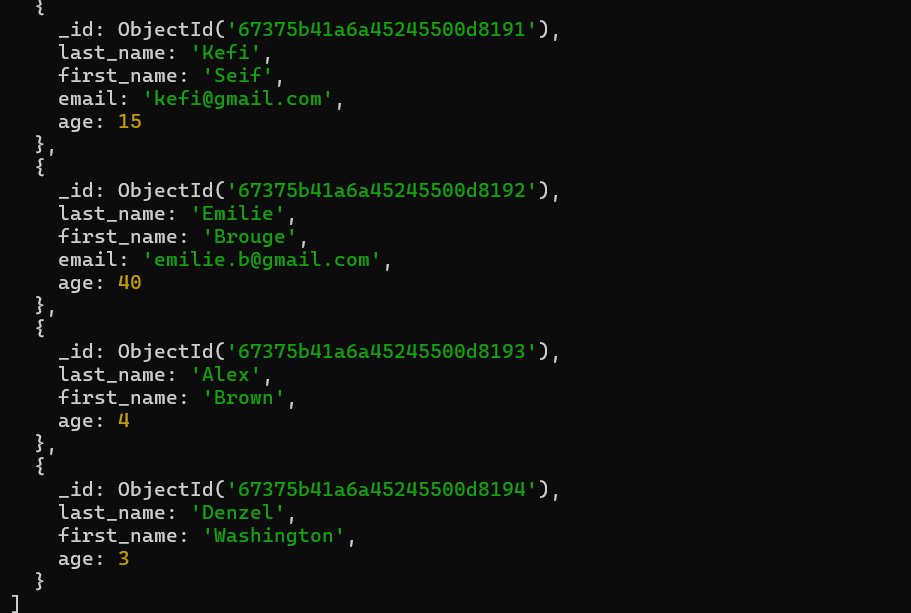 {
_id: ObjectId('67375b41a6a45245500d8191'),
last_name: 'Kefi',
first_name: 'Seif',
email: 'kefi@gmail.com',
age: 15
},
{
_id: ObjectId('67375b41a6a45245500d8192'),
last_name: 'Emilie',
first_name: 'Brouge',
email: 'emilie.b@gmail.com',
age: 40
},
{
_id: ObjectId('67375b41a6a45245500d8193'),
last_name: 'Alex',
first_name: 'Brown',
age: 4
},
{
_id: ObjectId('67375b41a6a45245500d8194'),
last_name: 'Denzel',
first_name: 'Washington',
age: 3
}
]